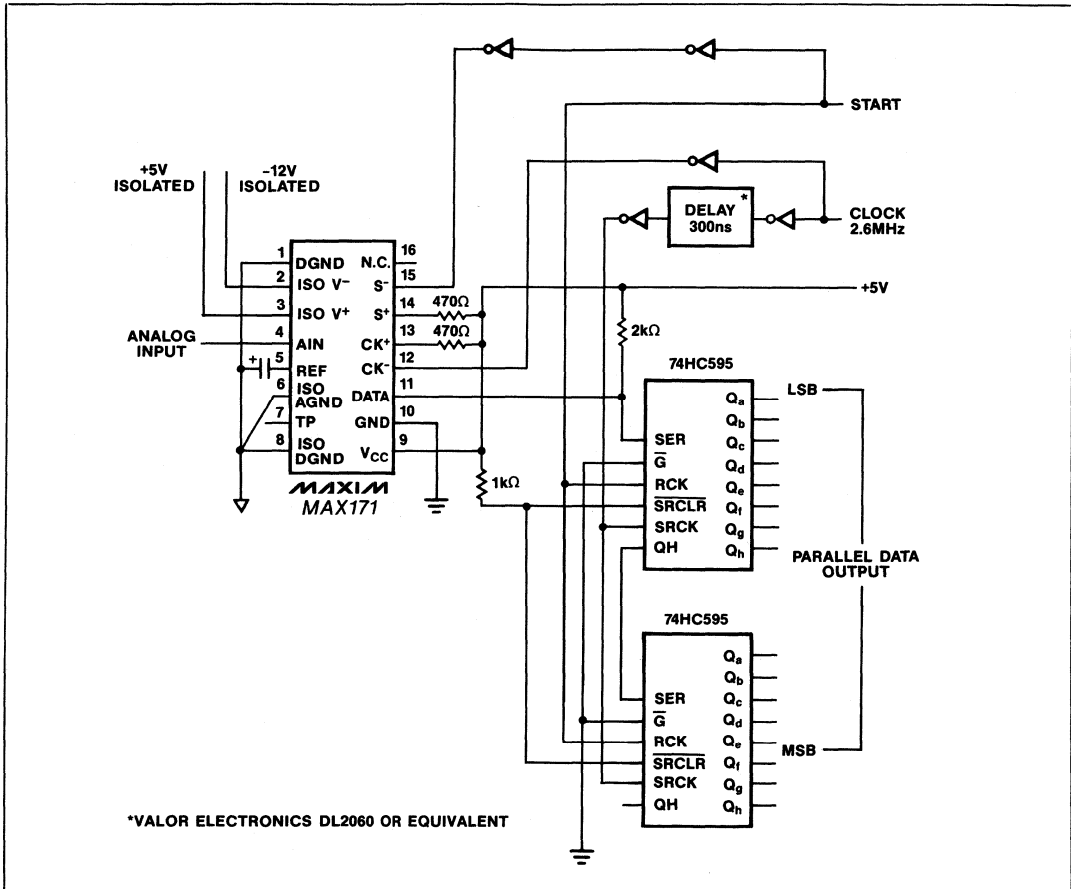 START
+5V
ISOLATED
-12V
ISOLATED
DELAY *
300ns
CLOCK
2.6MHz
1 DGND
2 ISO V-
3 ISO V+
4 AIN
5 REF
6 ISO
AGND
7 TP
8 ISO
DGND
N.C. 16
S- 15
S+ 14
CK+ 13
CK- 12
DATA 11
GND 10
VCC 9
470Ω
470Ω
+5V
2kΩ
1kΩ
ANALOG
INPUT
+
MAXIM
MAX171
74HC595
SER
G
RCK
SRCLR
SRCK
QH
Qa
Qb
Qc
Qd
Qe
Qf
Qg
Qh
LSB
PARALLEL DATA
OUTPUT
74HC595
SER
G
RCK
SRCLR
SRCK
QH
Qa
Qb
Qc
Qd
Qe
Qf
Qg
Qh
MSB
*VALOR ELECTRONICS DL2060 OR EQUIVALENT